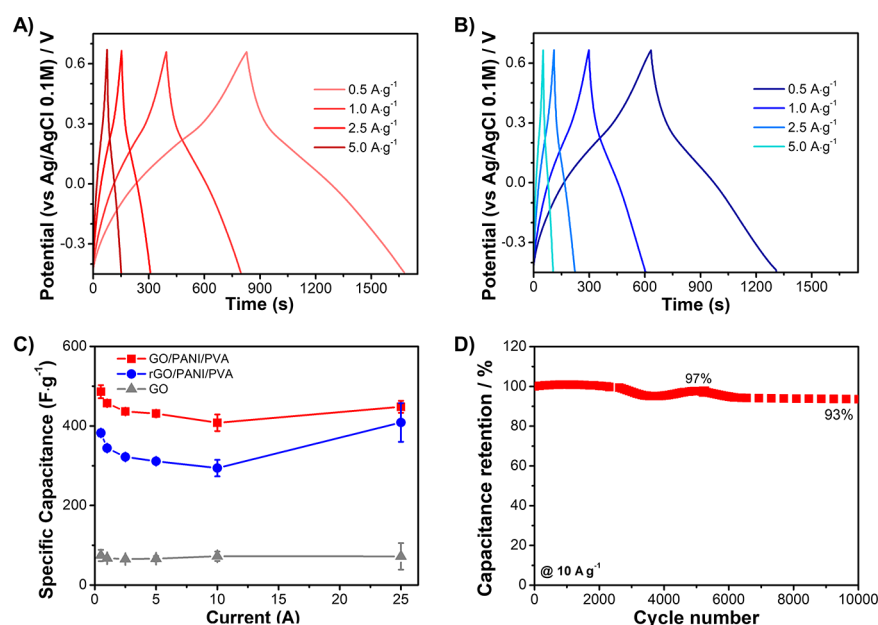 A)
Potential (vs Ag/AgCl 0.1M) / V
0.6
0.3
0.0
-0.3
0.5 A·g⁻¹
1.0 A·g⁻¹
2.5 A·g⁻¹
5.0 A·g⁻¹
0 300 600 900 1200 1500
Time (s)
B)
Potential (vs Ag/AgCl 0.1M) / V
0.6
0.3
0.0
-0.3
0.5 A·g⁻¹
1.0 A·g⁻¹
2.5 A·g⁻¹
5.0 A·g⁻¹
0 300 600 900 1200 1500
Time (s)
C)
Specific Capacitance (F·g⁻¹)
600
400
200
0
GO/PANI/PVA
rGO/PANI/PVA
GO
0 5 10 15 20 25
Current (A)
D)
Capacitance retention / %
120
100
80
60
40
20
0
97%
93%
@ 10 A g⁻¹
0 2000 4000 6000 8000 10000
Cycle number